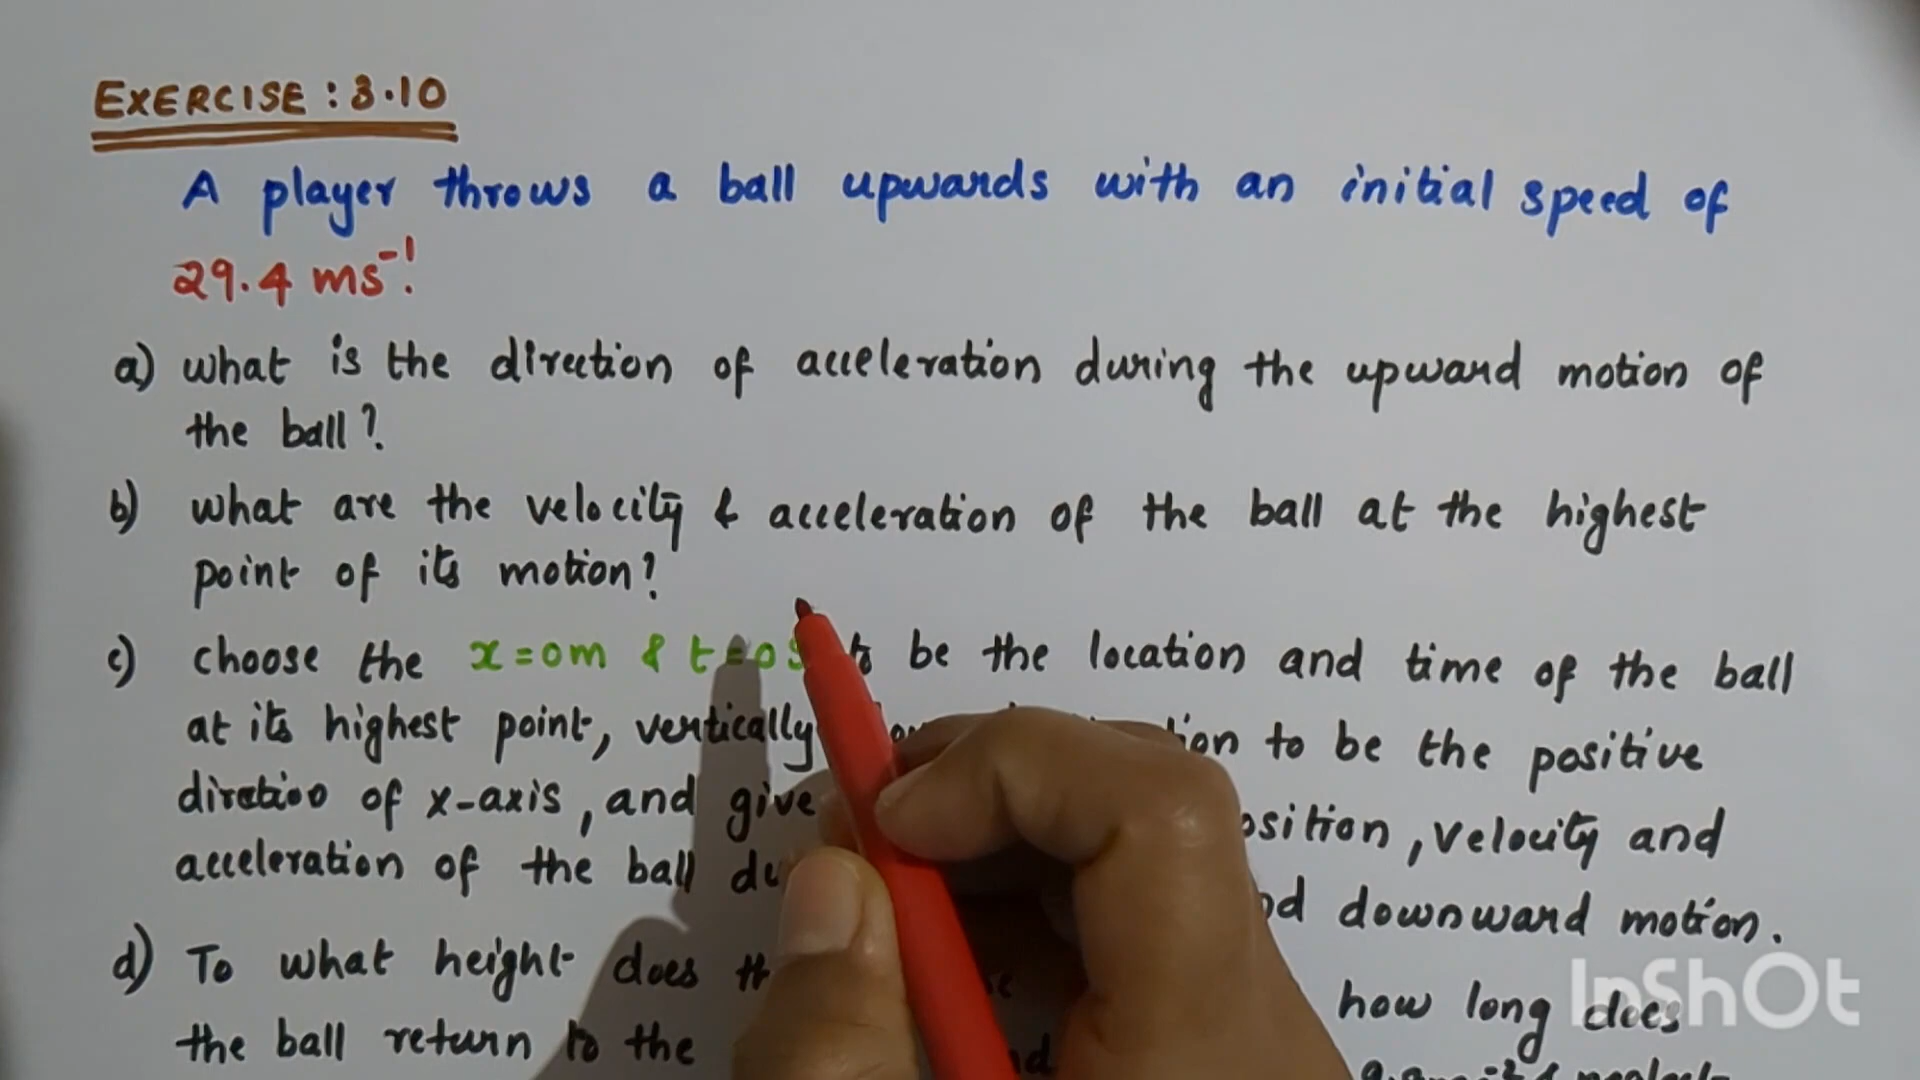 EXERCISE : 3.10
A player throws a ball upwards with an initial speed of
29.4 ms⁻¹.
a) what is the direction of acceleration during the upward motion of
the ball?
b) what are the velocity & acceleration of the ball at the highest
point of its motion?
c) choose the x=0m & t=0s to be the location and time of the ball
at its highest point, vertically to be the positive
diretion of x-axis, and give velocity and
acceleration of the ball downward motion.
d) To what height does how long does
the ball return to the
InShOt